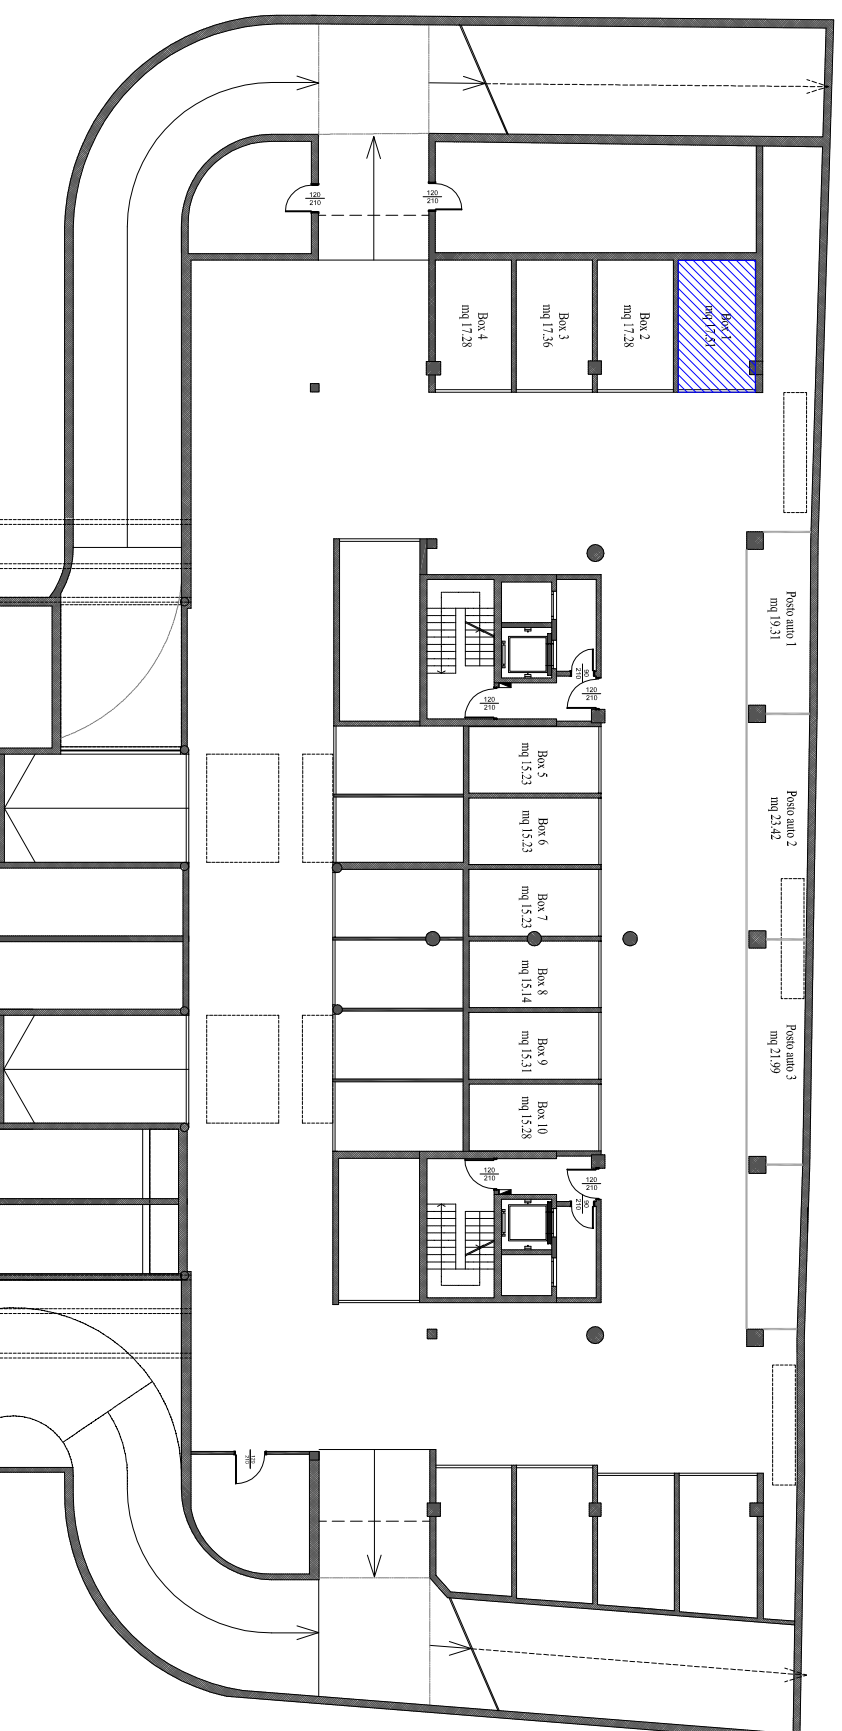 120
210
120
210
Box 4
mq 17.28
Box 3
mq 17.36
Box 2
mq 17.28
Box 1
mq 17.51
Posto auto 1
mq 19.31
90
210
120
210
120
210
Box 5
mq 15.23
Box 6
mq 15.23
Posto auto 2
mq 23.42
Box 7
mq 15.23
Box 8
mq 15.14
Box 9
mq 15.31
Posto auto 3
mq 21.99
Box 10
mq 15.28
120
210
120
210
90
210
120
210